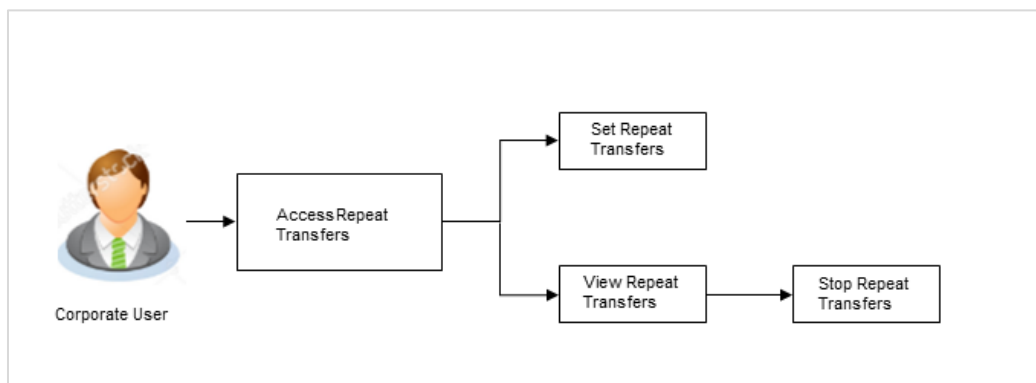 Set Repeat
Transfers
AccessRepeat
Transfers
View Repeat
Transfers
Stop Repeat
Transfers
Corporate User